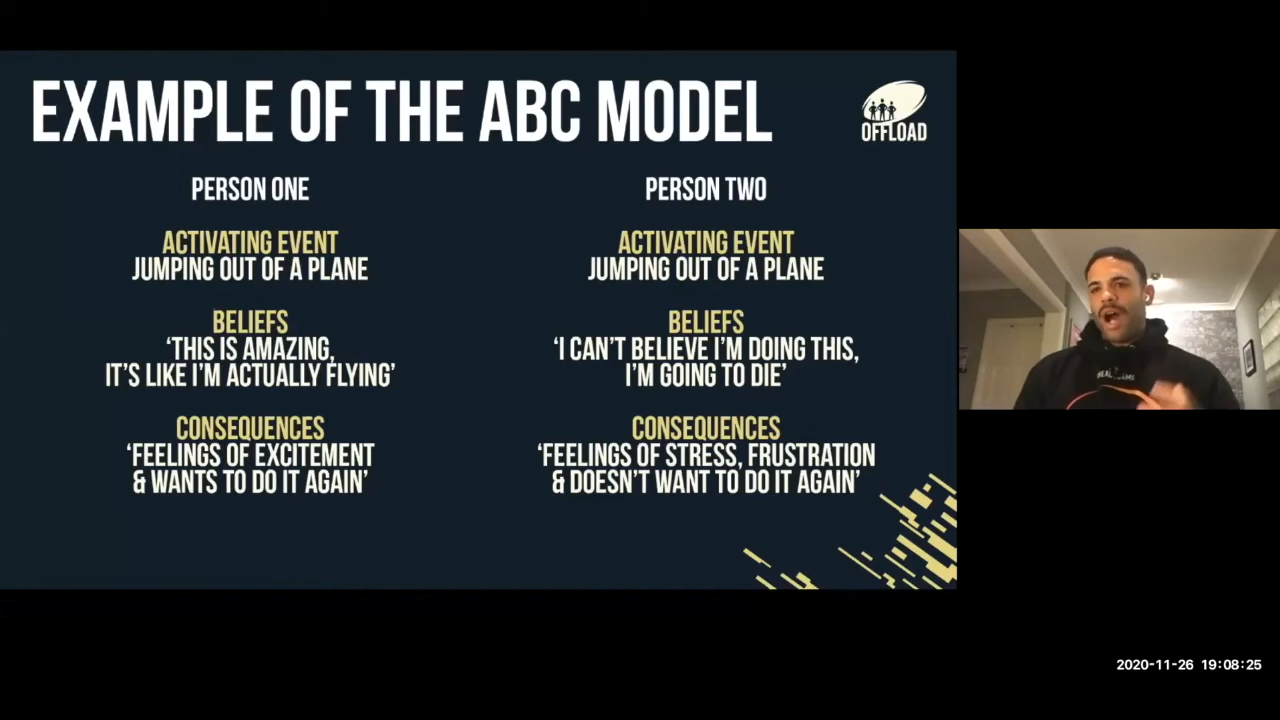 EXAMPLE OF THE ABC MODEL
OFFLOAD
PERSON ONE
ACTIVATING EVENT
JUMPING OUT OF A PLANE
BELIEFS
‘THIS IS AMAZING,
IT’S LIKE I’M ACTUALLY FLYING’
CONSEQUENCES
‘FEELINGS OF EXCITEMENT
& WANTS TO DO IT AGAIN’
PERSON TWO
ACTIVATING EVENT
JUMPING OUT OF A PLANE
BELIEFS
‘I CAN’T BELIEVE I’M DOING THIS,
I’M GOING TO DIE’
CONSEQUENCES
‘FEELINGS OF STRESS, FRUSTRATION
& DOESN’T WANT TO DO IT AGAIN’
2020-11-26 19:08:25